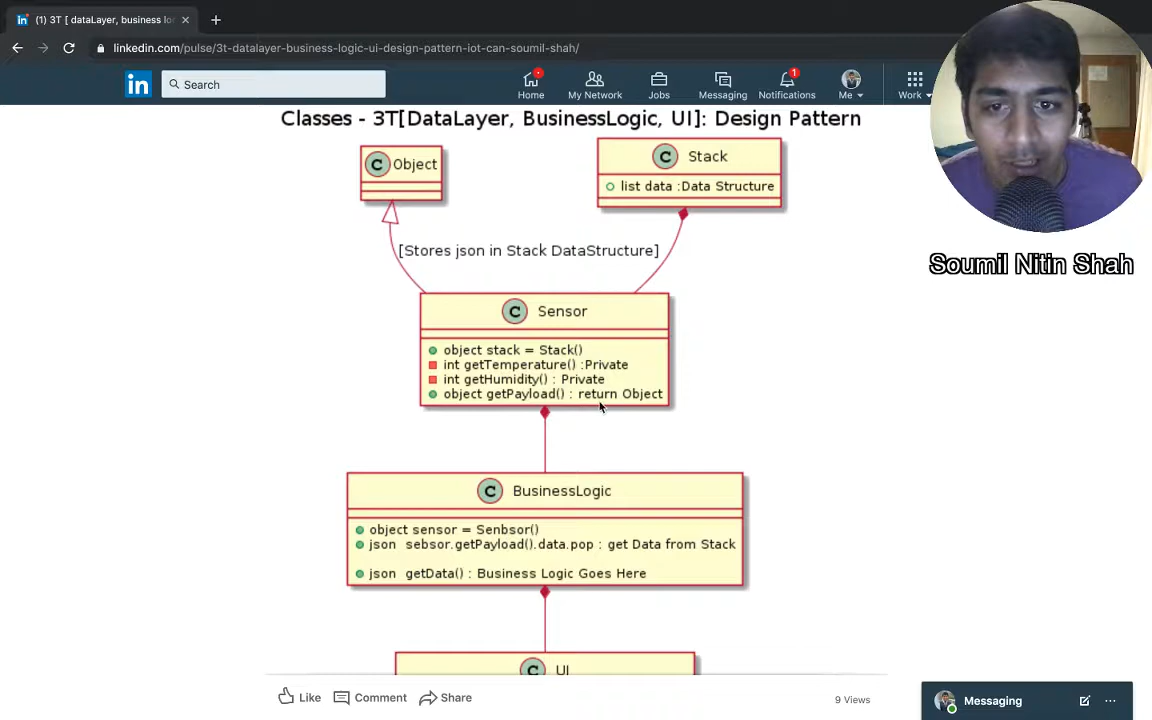 (1) 3T [ dataLayer, business lo
linkedin.com/pulse/3t-datalayer-business-logic-ui-design-pattern-iot-can-soumil-shah/
in
Search
Home
My Network
Jobs
Messaging
1
Notifications
Me
Work
Classes - 3T[DataLayer, BusinessLogic, UI]: Design Pattern
C Object
C Stack
list data :Data Structure
[Stores json in Stack DataStructure]
Soumil Nitin Shah
C Sensor
object stack = Stack()
int getTemperature() :Private
int getHumidity() : Private
object getPayload() : return Object
C BusinessLogic
object sensor = Senbsor()
json sebsor.getPayload().data.pop : get Data from Stack
json getData() : Business Logic Goes Here
C UI
Like
Comment
Share
9 Views
Messaging